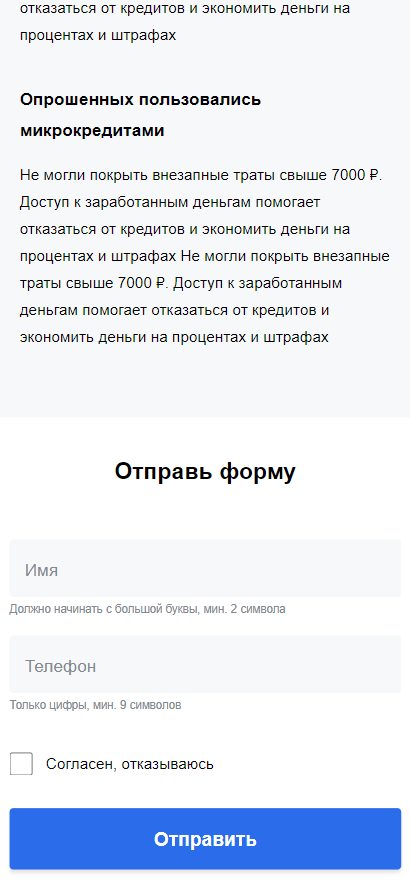 отказаться от кредитов и экономить деньги на
процентах и штрафах
Опрошенных пользовались
микрокредитами
Не могли покрыть внезапные траты свыше 7000 ₽.
Доступ к заработанным деньгам помогает
отказаться от кредитов и экономить деньги на
процентах и штрафах Не могли покрыть внезапные
траты свыше 7000 ₽. Доступ к заработанным
деньгам помогает отказаться от кредитов и
экономить деньги на процентах и штрафах
Отправь форму
Имя
Должно начинать с большой буквы, мин. 2 символа
Телефон
Только цифры, мин. 9 символов
Согласен, отказываюсь
Отправить